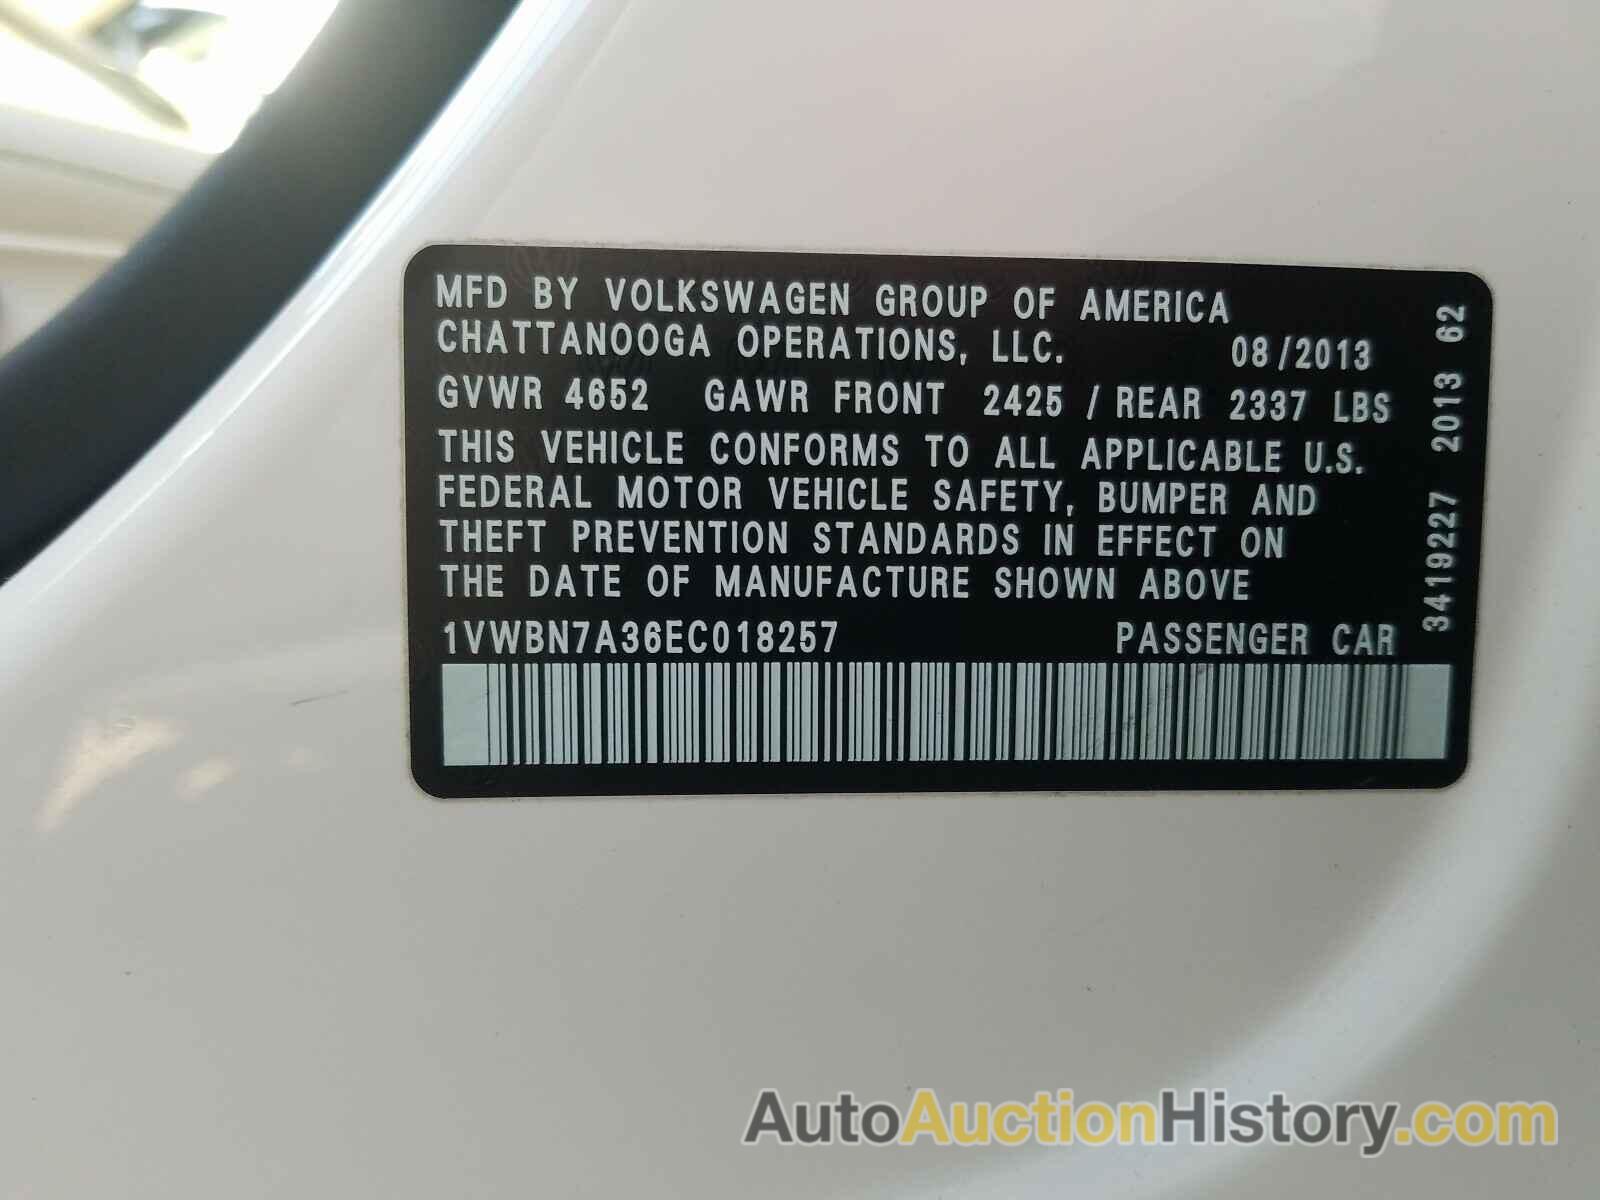 MFD BY VOLKSWAGEN GROUP OF AMERICA
CHATTANOOGA OPERATIONS, LLC. 08/2013
GVWR 4652 GAWR FRONT 2425 / REAR 2337 LBS
THIS VEHICLE CONFORMS TO ALL APPLICABLE U.S.
FEDERAL MOTOR VEHICLE SAFETY, BUMPER AND
THEFT PREVENTION STANDARDS IN EFFECT ON
THE DATE OF MANUFACTURE SHOWN ABOVE
1VWBN7A36EC018257 PASSENGER CAR
3419227 2013 62
AutoAuctionHistory.com